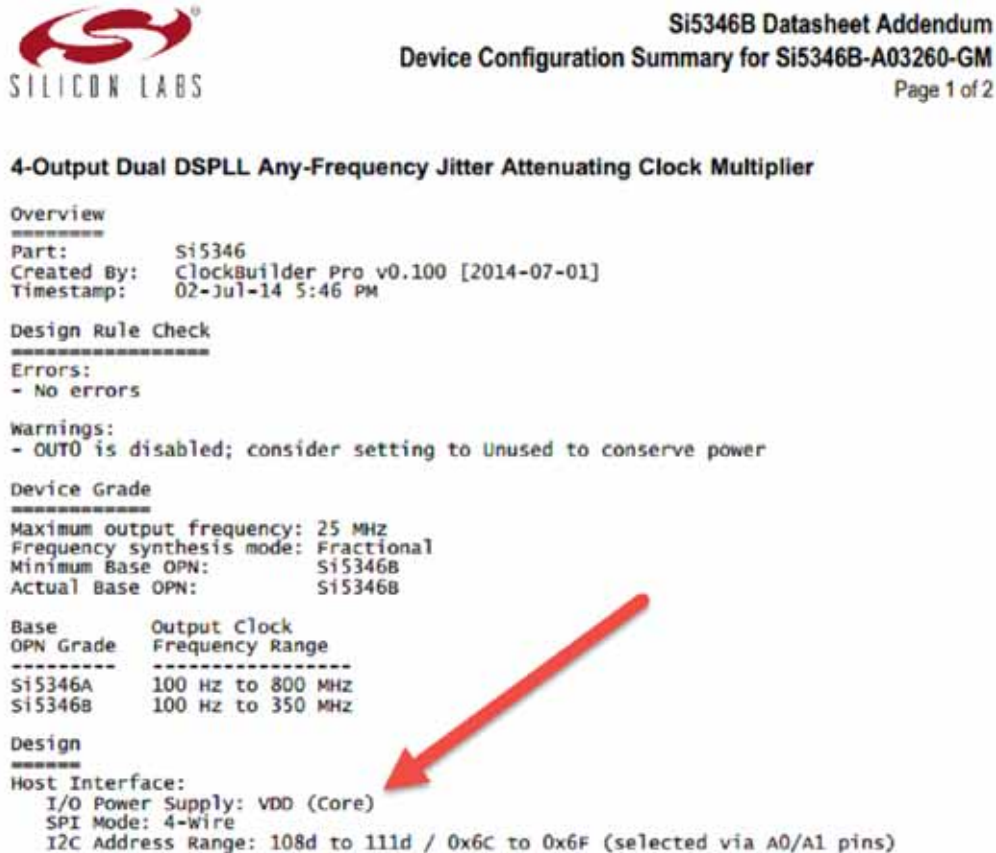 Si5346B Datasheet Addendum
Device Configuration Summary for Si5346B-A03260-GM
SILICON LABS
Page 1 of 2
4-Output Dual DSPLL Any-Frequency Jitter Attenuating Clock Multiplier
Overview
========
Part: Si5346
Created By: ClockBuilder Pro v0.100 [2014-07-01]
Timestamp: 02-Jul-14 5:46 PM
Design Rule Check
=================
Errors:
- No errors
Warnings:
- OUT0 is disabled; consider setting to Unused to conserve power
Device Grade
============
Maximum output frequency: 25 MHz
Frequency synthesis mode: Fractional
Minimum Base OPN: Si5346B
Actual Base OPN: Si5346B
Base Output Clock
OPN Grade Frequency Range
--------- -----------------
Si5346A 100 Hz to 800 MHz
Si5346B 100 Hz to 350 MHz
Design
======
Host Interface:
I/O Power Supply: VDD (Core)
SPI Mode: 4-Wire
I2C Address Range: 108d to 111d / 0x6C to 0x6F (selected via A0/A1 pins)